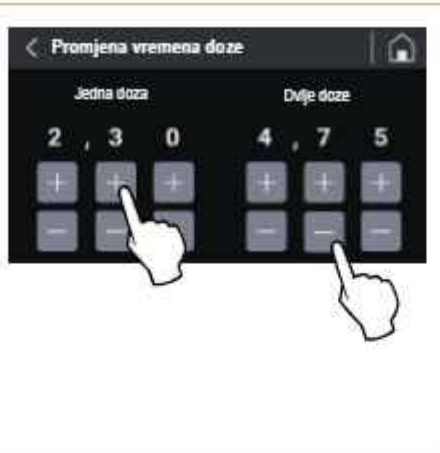 < Promjena vremena doze
Jedna doza Dvije doze
2 , 3 0 4 , 7 5
+ + + + + +
− − − − −